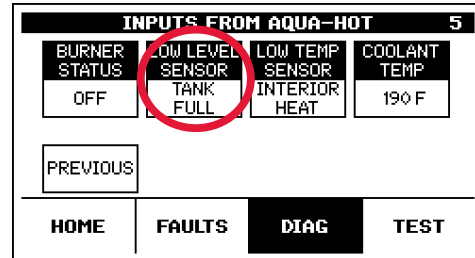 INPUTS FROM AQUA-HOT 5
BURNER STATUS
OFF
LOW LEVEL SENSOR
TANK FULL
LOW TEMP SENSOR
INTERIOR HEAT
COOLANT TEMP
190 F
PREVIOUS
HOME FAULTS DIAG TEST